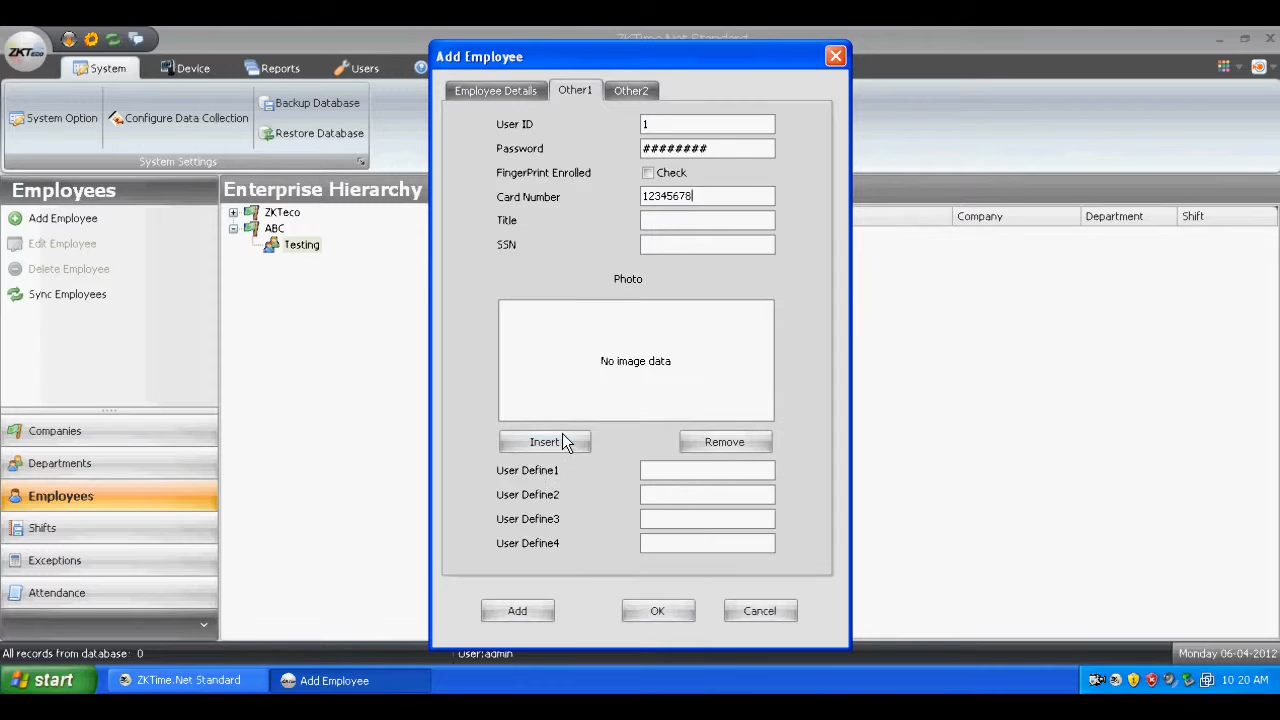 ZKTeco
ZKTime.Net Standard
System
Device
Reports
Users
System Option
Configure Data Collection
Backup Database
Restore Database
System Settings
Employees
Add Employee
Edit Employee
Delete Employee
Sync Employees
Companies
Departments
Employees
Shifts
Exceptions
Attendance
Enterprise Hierarchy
ZKTeco
ABC
Testing
Company Department Shift
Add Employee
Employee Details Other1 Other2
User ID 1
Password ########
FingerPrint Enrolled Check
Card Number 12345678
Title
SSN
Photo
No image data
Insert Remove
User Define1
User Define2
User Define3
User Define4
Add OK Cancel
All records from database: 0
User:admin
Monday 06-04-2012
start
ZKTime.Net Standard
Add Employee
10:20 AM